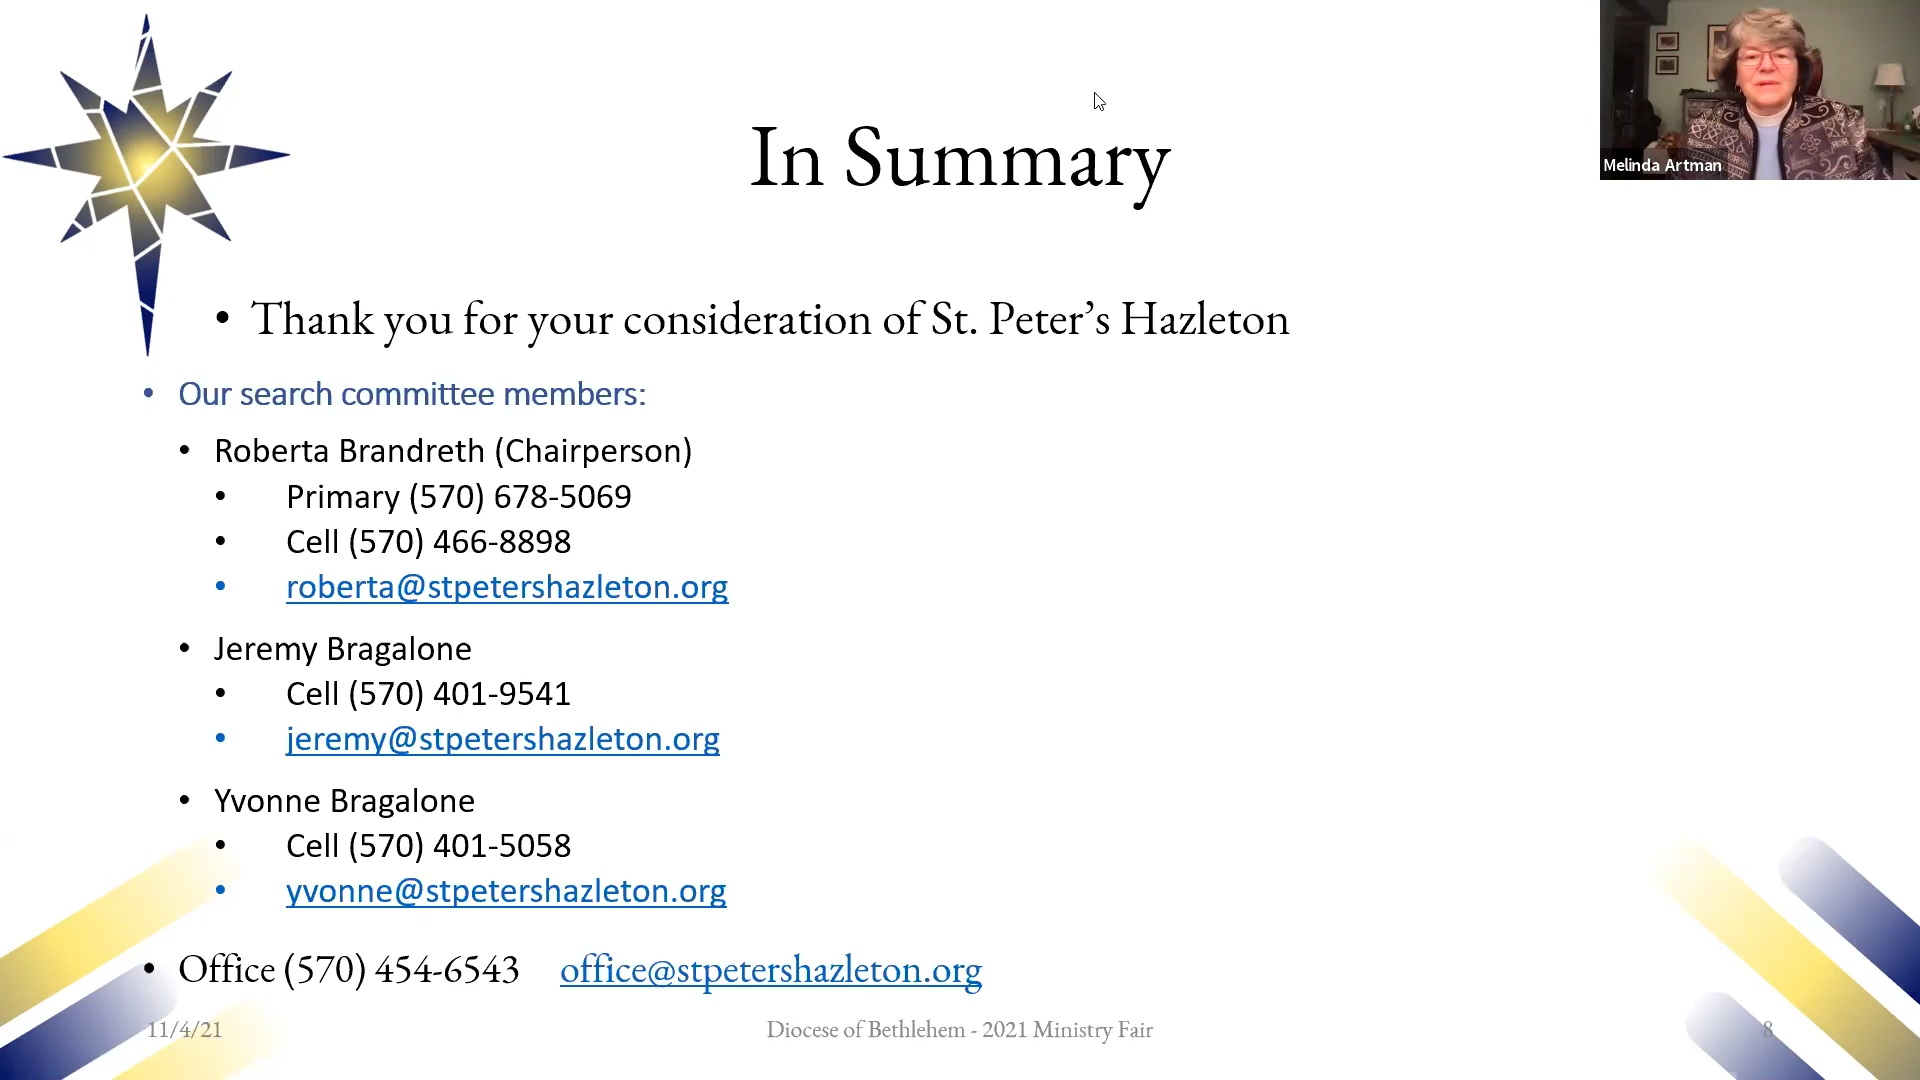 In Summary
Melinda Artman
• Thank you for your consideration of St. Peter’s Hazleton
• Our search committee members:
• Roberta Brandreth (Chairperson)
• Primary (570) 678-5069
• Cell (570) 466-8898
• roberta@stpetershazleton.org
• Jeremy Bragalone
• Cell (570) 401-9541
• jeremy@stpetershazleton.org
• Yvonne Bragalone
• Cell (570) 401-5058
• yvonne@stpetershazleton.org
• Office (570) 454-6543 office@stpetershazleton.org
11/4/21 Diocese of Bethlehem - 2021 Ministry Fair 8